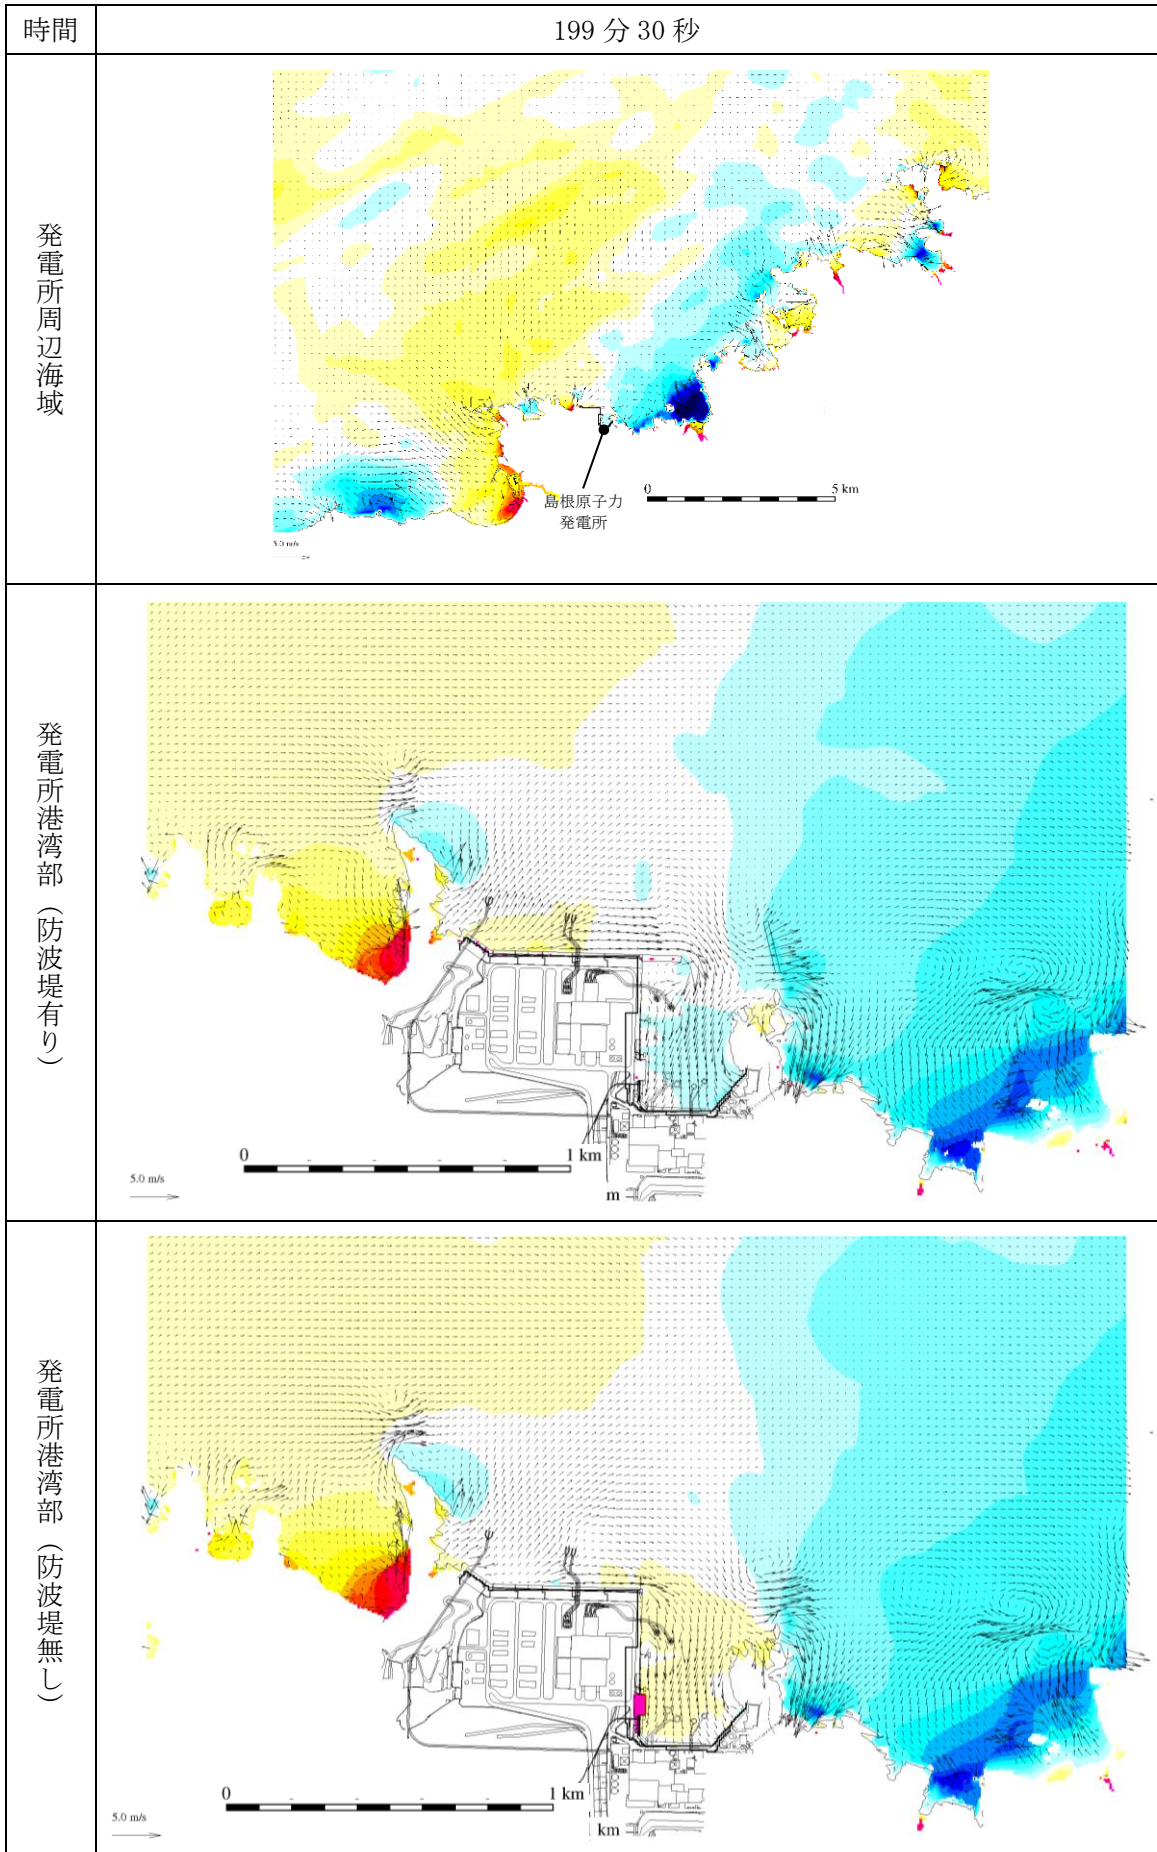 時間
199 分 30 秒
発電所周辺海域
島根原子力
発電所
0
5 km
5.0 m/s
発電所港湾部（防波堤有り）
0
1 km
5.0 m/s
m
発電所港湾部（防波堤無し）
0
1 km
5.0 m/s
km